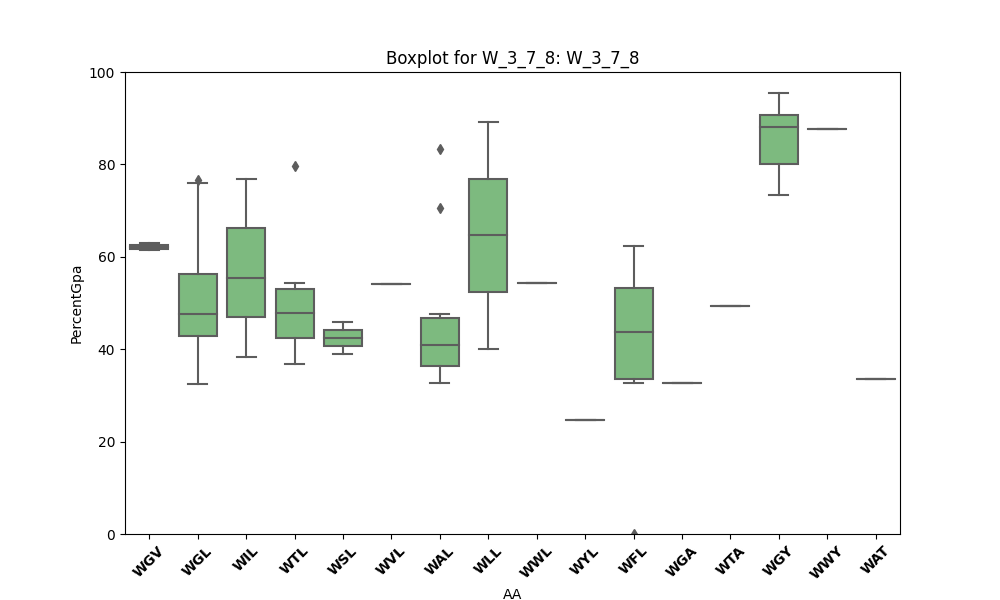 Boxplot for W_3_7_8: W_3_7_8
100
80
60
40
20
0
PercentGpa
WGV WGL WIL WTL WSL WVL WAL WLL WWL WYL WFL WGA WTA WGY WWY WAT
AA